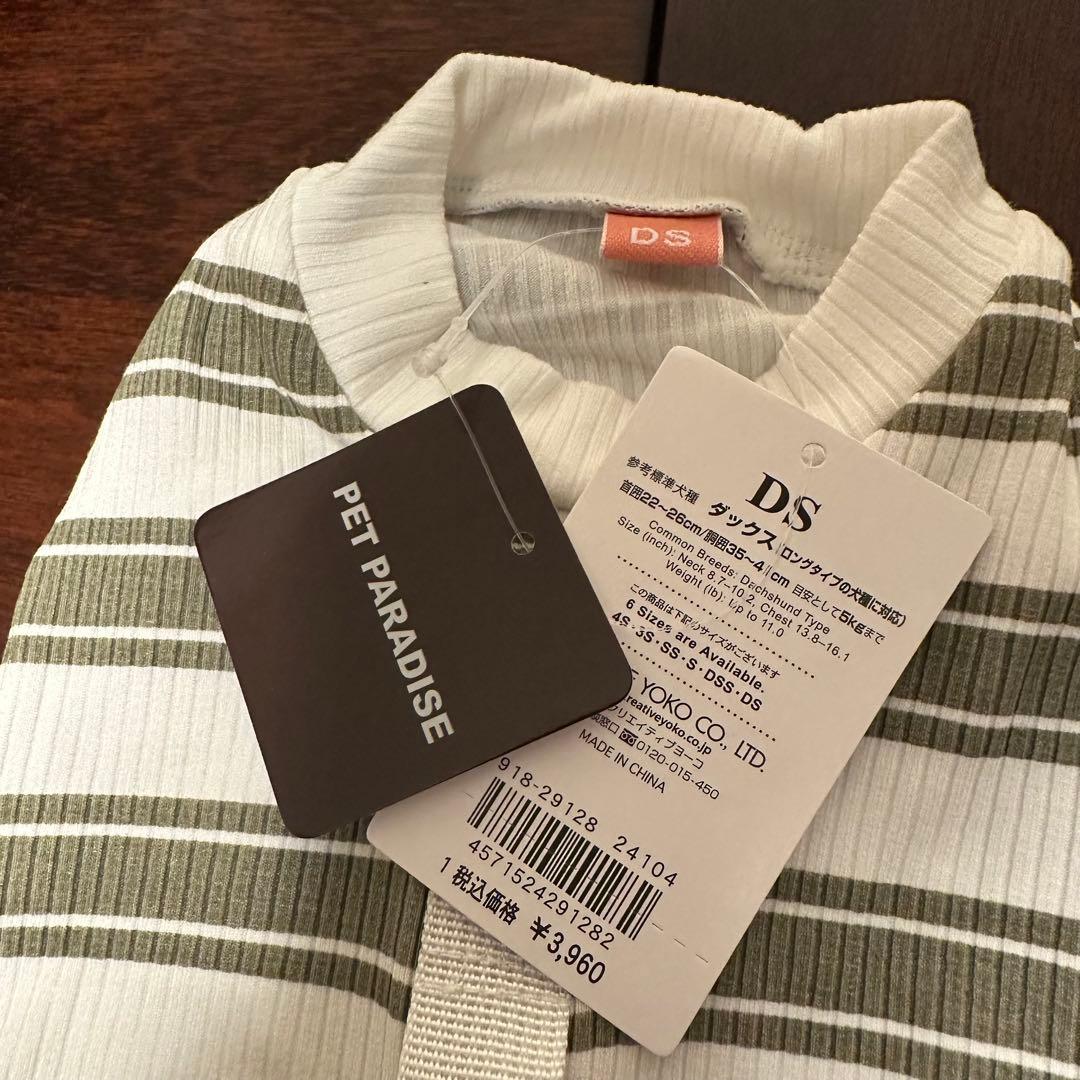 DS
PET PARADISE
DS
参考標準犬種 ダックス(ロングタイプの犬種に対応)
首囲22~26cm/胴囲35~41cm 目安として5kgまで
Common Breeds: Dachshund Type
Size (inch): Neck 8.7-10.2, Chest 13.8-16.1
Weight (lb): Up to 11.0
この商品は下記のサイズがございます
6 Sizes are Available.
4S・3S・SS・S・DSS・DS
YOKO CO., LTD.
creativeyoko.co.jp
クリエイティブヨーコ
窓口 0120-015-450
MADE IN CHINA
918-29128 24104
4571524291282
1 税込価格 ¥3,960